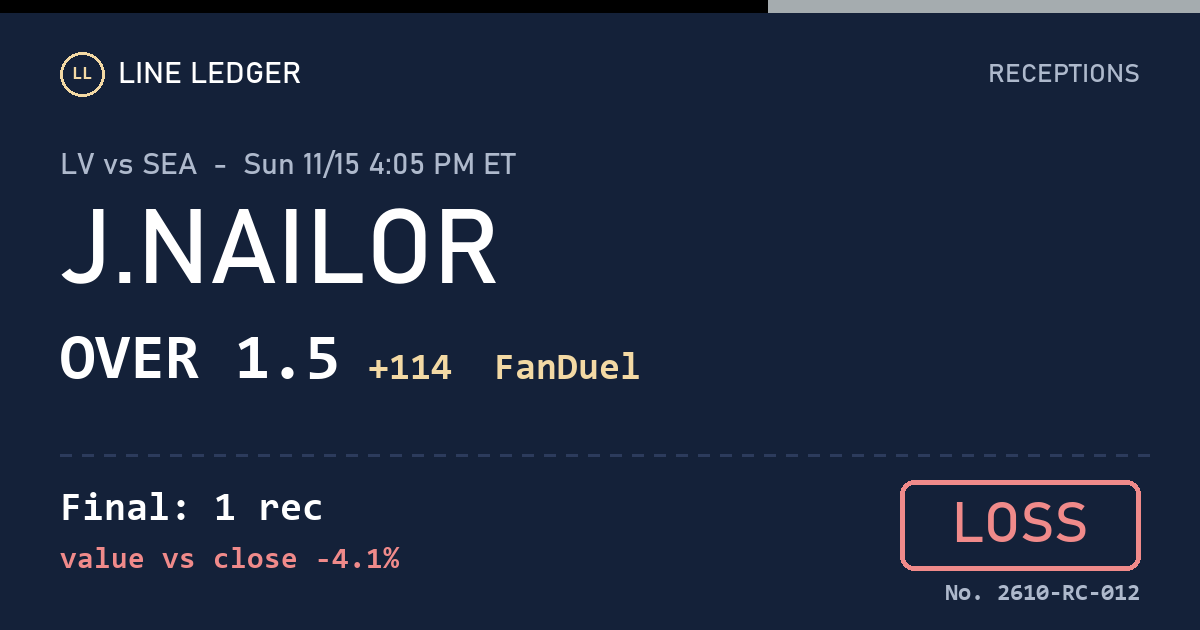 LL LINE LEDGER
RECEPTIONS
LV vs SEA - Sun 11/15 4:05 PM ET
J.NAILOR
OVER 1.5 +114 FanDuel
Final: 1 rec
value vs close -4.1%
LOSS
No. 2610-RC-012